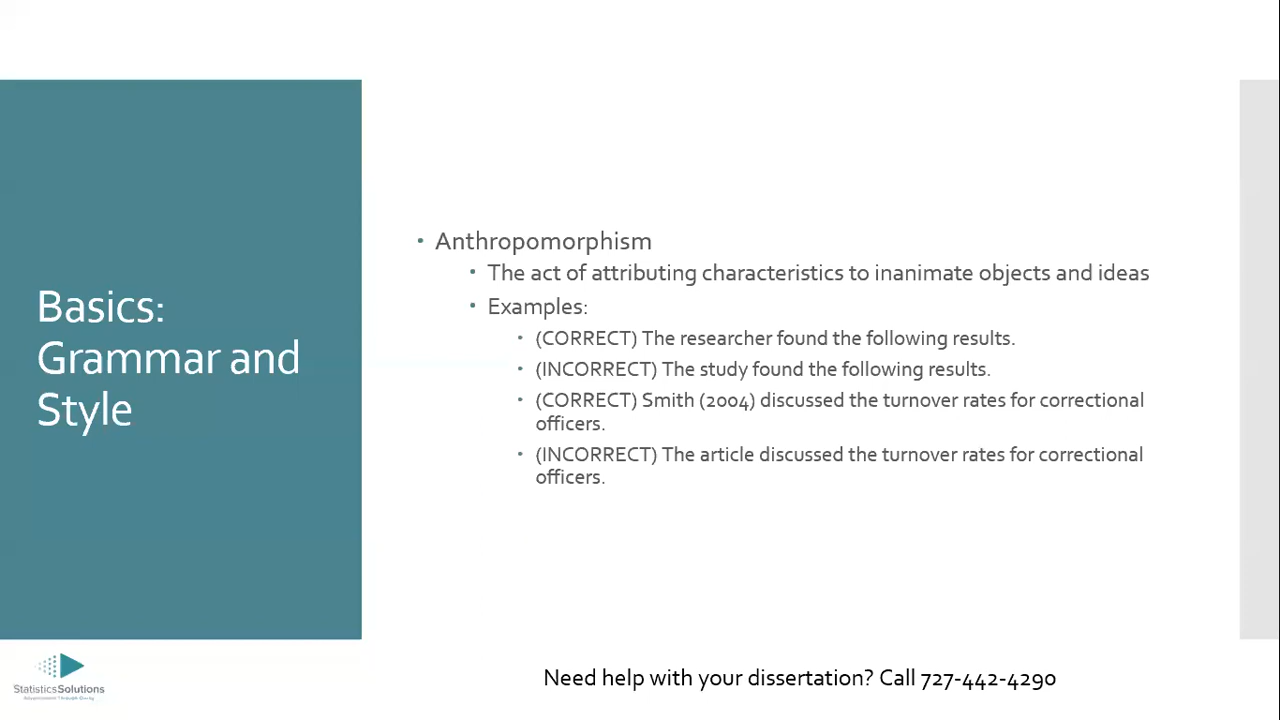 Basics:
Grammar and
Style
• Anthropomorphism
• The act of attributing characteristics to inanimate objects and ideas
• Examples:
• (CORRECT) The researcher found the following results.
• (INCORRECT) The study found the following results.
• (CORRECT) Smith (2004) discussed the turnover rates for correctional
officers.
• (INCORRECT) The article discussed the turnover rates for correctional
officers.
StatisticsSolutions
Need help with your dissertation? Call 727-442-4290